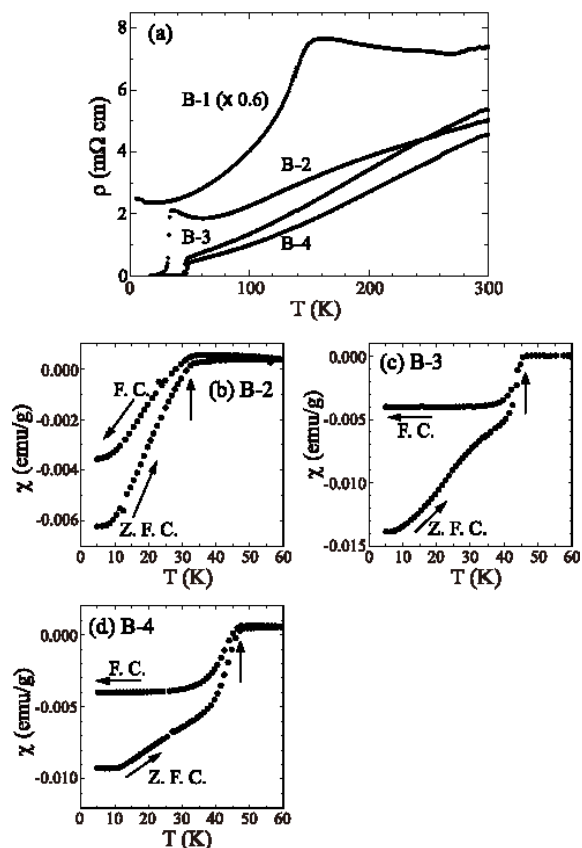 (a)
8
6
4
2
0
ρ (mΩ cm)
B-1 (x 0.6)
B-2
B-3
B-4
0 100 200 300
T (K)
(b) B-2
0.000
-0.002
-0.004
-0.006
χ (emu/g)
F. C.
Z. F. C.
0 10 20 30 40 50 60
T (K)
(c) B-3
0.000
-0.005
-0.010
-0.015
χ (emu/g)
F. C.
Z. F. C.
0 10 20 30 40 50 60
T (K)
(d) B-4
0.000
-0.005
-0.010
χ (emu/g)
F. C.
Z. F. C.
0 10 20 30 40 50 60
T (K)